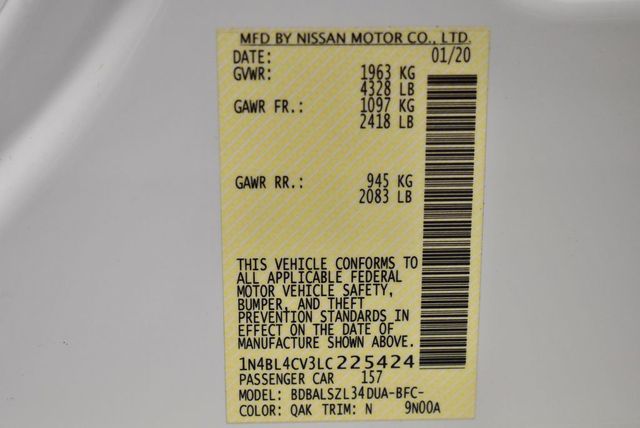 MFD BY NISSAN MOTOR CO., LTD.
DATE: 01/20
GVWR: 1963 KG
4328 LB
GAWR FR.: 1097 KG
2418 LB
GAWR RR.: 945 KG
2083 LB
THIS VEHICLE CONFORMS TO
ALL APPLICABLE FEDERAL
MOTOR VEHICLE SAFETY,
BUMPER, AND THEFT
PREVENTION STANDARDS IN
EFFECT ON THE DATE OF
MANUFACTURE SHOWN ABOVE.
1N4BL4CV3LC225424
PASSENGER CAR 157
MODEL: BDBALSZL34DUA-BFC-
COLOR: QAK TRIM: N 9N00A